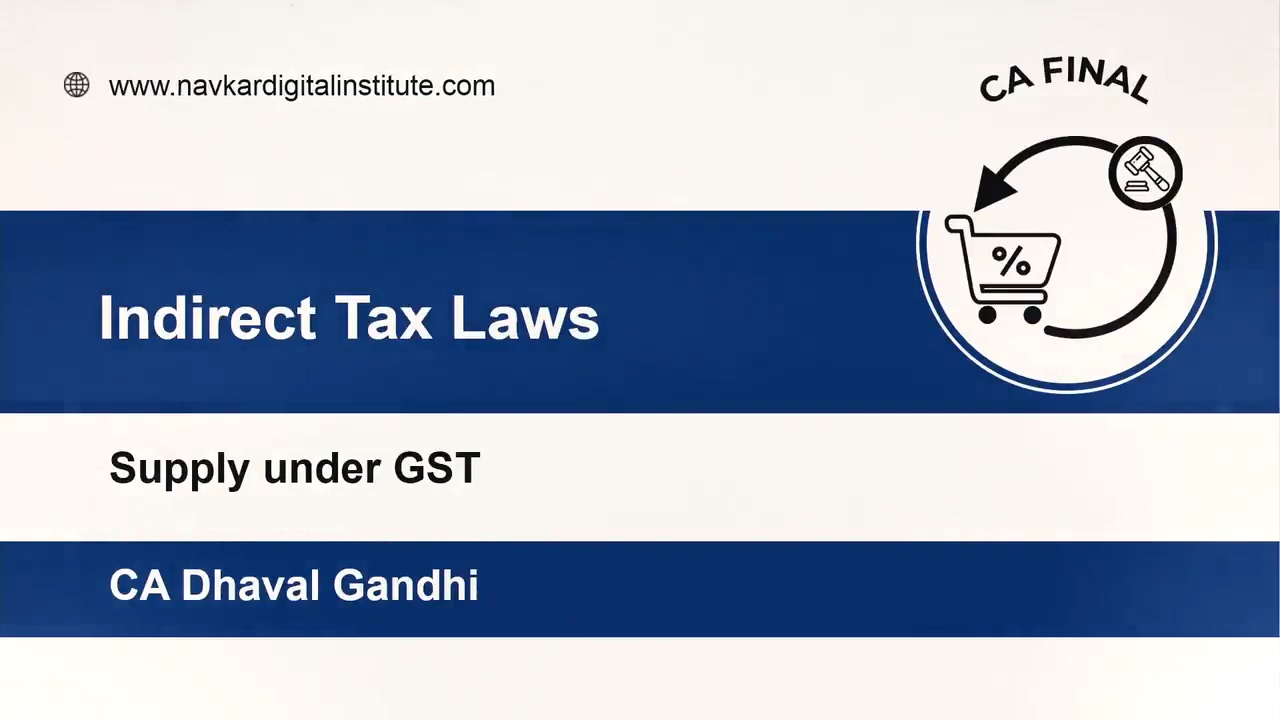 www.navkardigitalinstitute.com
CA FINAL
%
Indirect Tax Laws
Supply under GST
CA Dhaval Gandhi